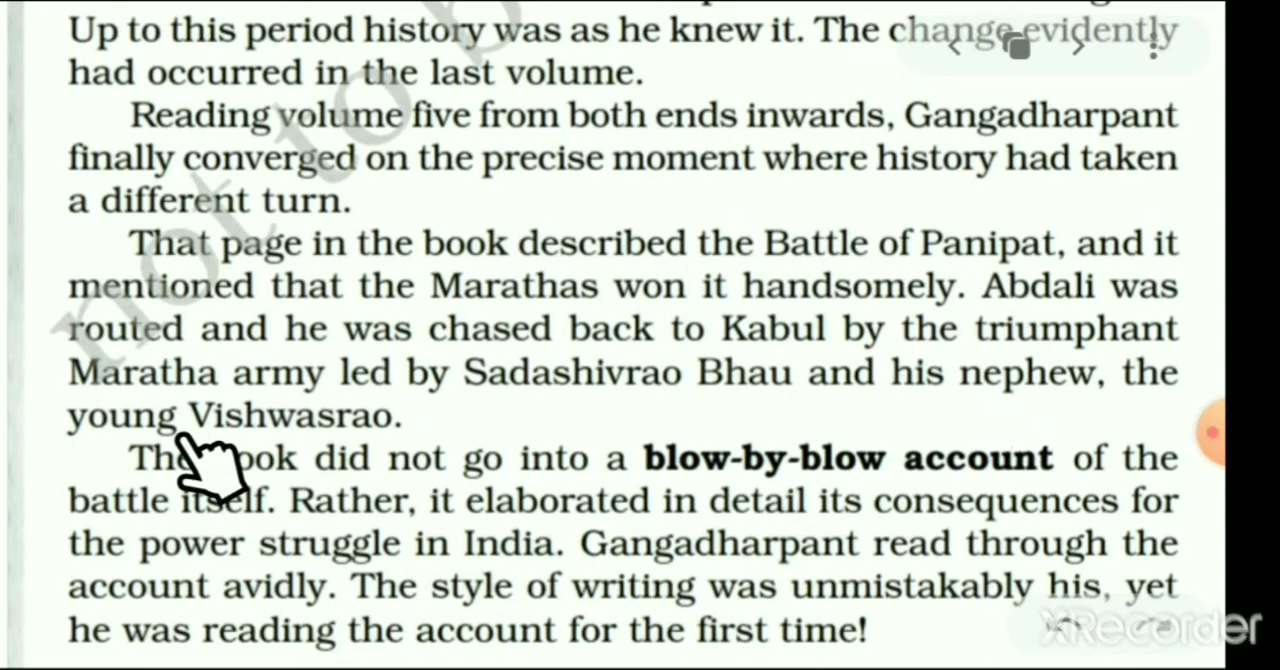 Up to this period history was as he knew it. The change evidently
had occurred in the last volume.
Reading volume five from both ends inwards, Gangadharpant
finally converged on the precise moment where history had taken
a different turn.
That page in the book described the Battle of Panipat, and it
mentioned that the Marathas won it handsomely. Abdali was
routed and he was chased back to Kabul by the triumphant
Maratha army led by Sadashivrao Bhau and his nephew, the
young Vishwasrao.
The book did not go into a blow-by-blow account of the
battle itself. Rather, it elaborated in detail its consequences for
the power struggle in India. Gangadharpant read through the
account avidly. The style of writing was unmistakably his, yet
he was reading the account for the first time!
not to b
XRecorder